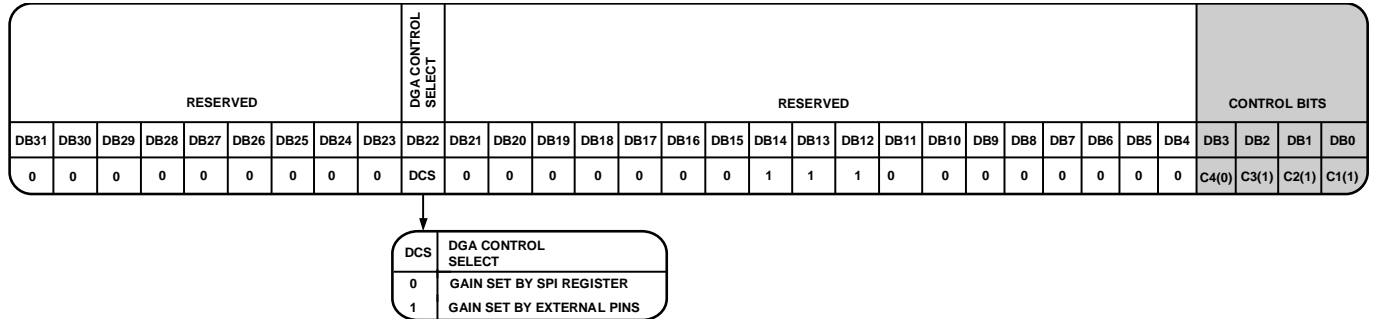 RESERVED
DGA CONTROL
SELECT
RESERVED
CONTROL BITS
DB31 DB30 DB29 DB28 DB27 DB26 DB25 DB24 DB23 DB22 DB21 DB20 DB19 DB18 DB17 DB16 DB15 DB14 DB13 DB12 DB11 DB10 DB9 DB8 DB7 DB6 DB5 DB4 DB3 DB2 DB1 DB0
0 0 0 0 0 0 0 0 0 DCS 0 0 0 0 0 0 0 1 1 1 0 0 0 0 0 0 0 0 C4(0) C3(1) C2(1) C1(1)
DCS DGA CONTROL
SELECT
0 GAIN SET BY SPI REGISTER
1 GAIN SET BY EXTERNAL PINS